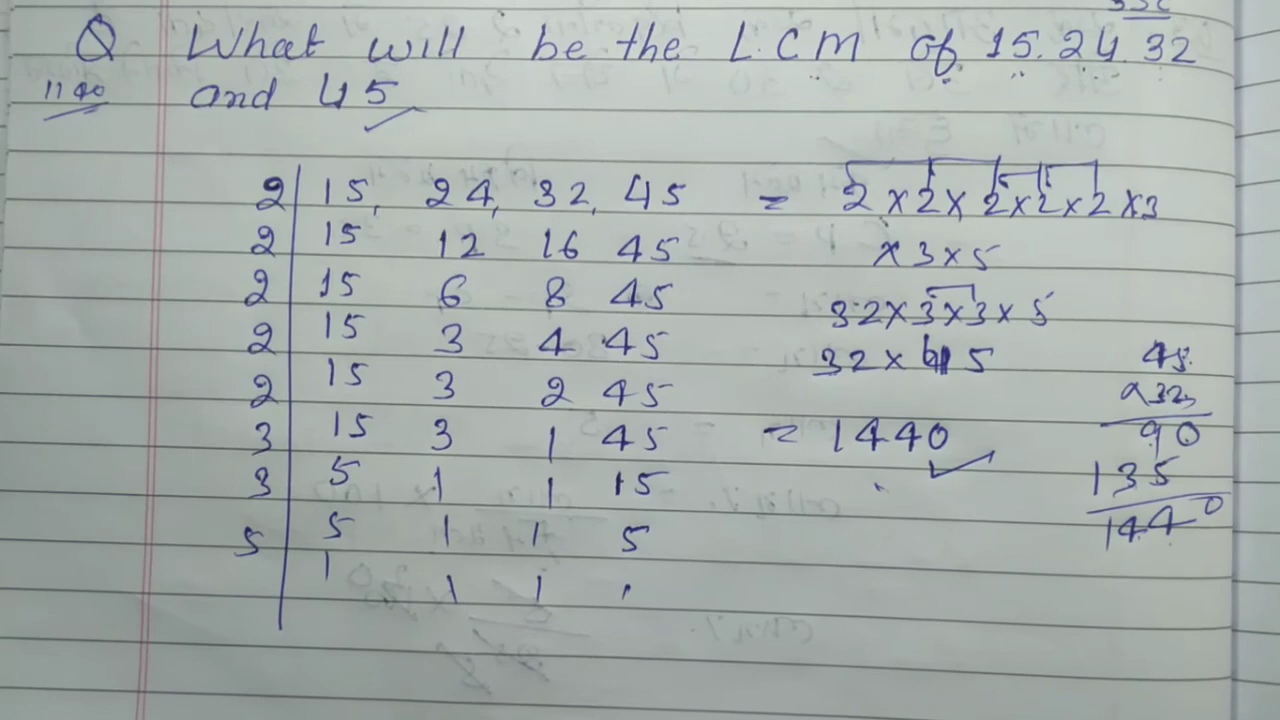 SSC
Q What will be the L.C.M of 15.24.32
1140 and 45
2 15, 24, 32, 45 = 2×2×2×2×2×3
2 15 12 16 45 ×3×5
2 15 6 8 45 32×3×3×5
2 15 3 4 45 32× 45
2 15 3 2 45
3 15 3 1 45 = 1440
3 5 1 1 15
5 5 1 1 5
1 1 1
45
×32
90
135
1440